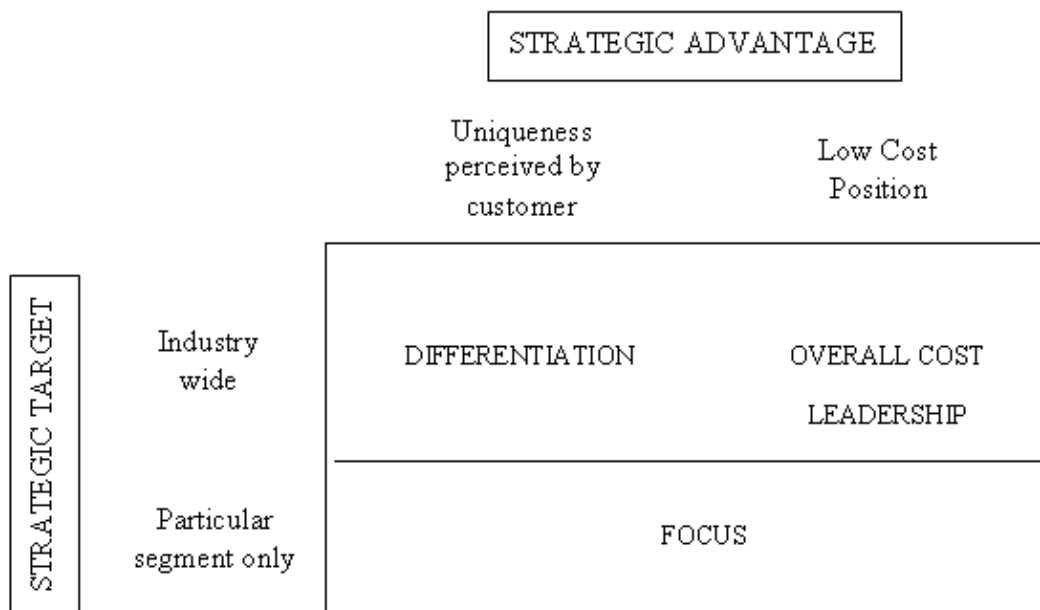 STRATEGIC ADVANTAGE
Uniqueness
perceived by
customer
Low Cost
Position
STRATEGIC TARGET
Industry
wide
DIFFERENTIATION
OVERALL COST
LEADERSHIP
Particular
segment only
FOCUS